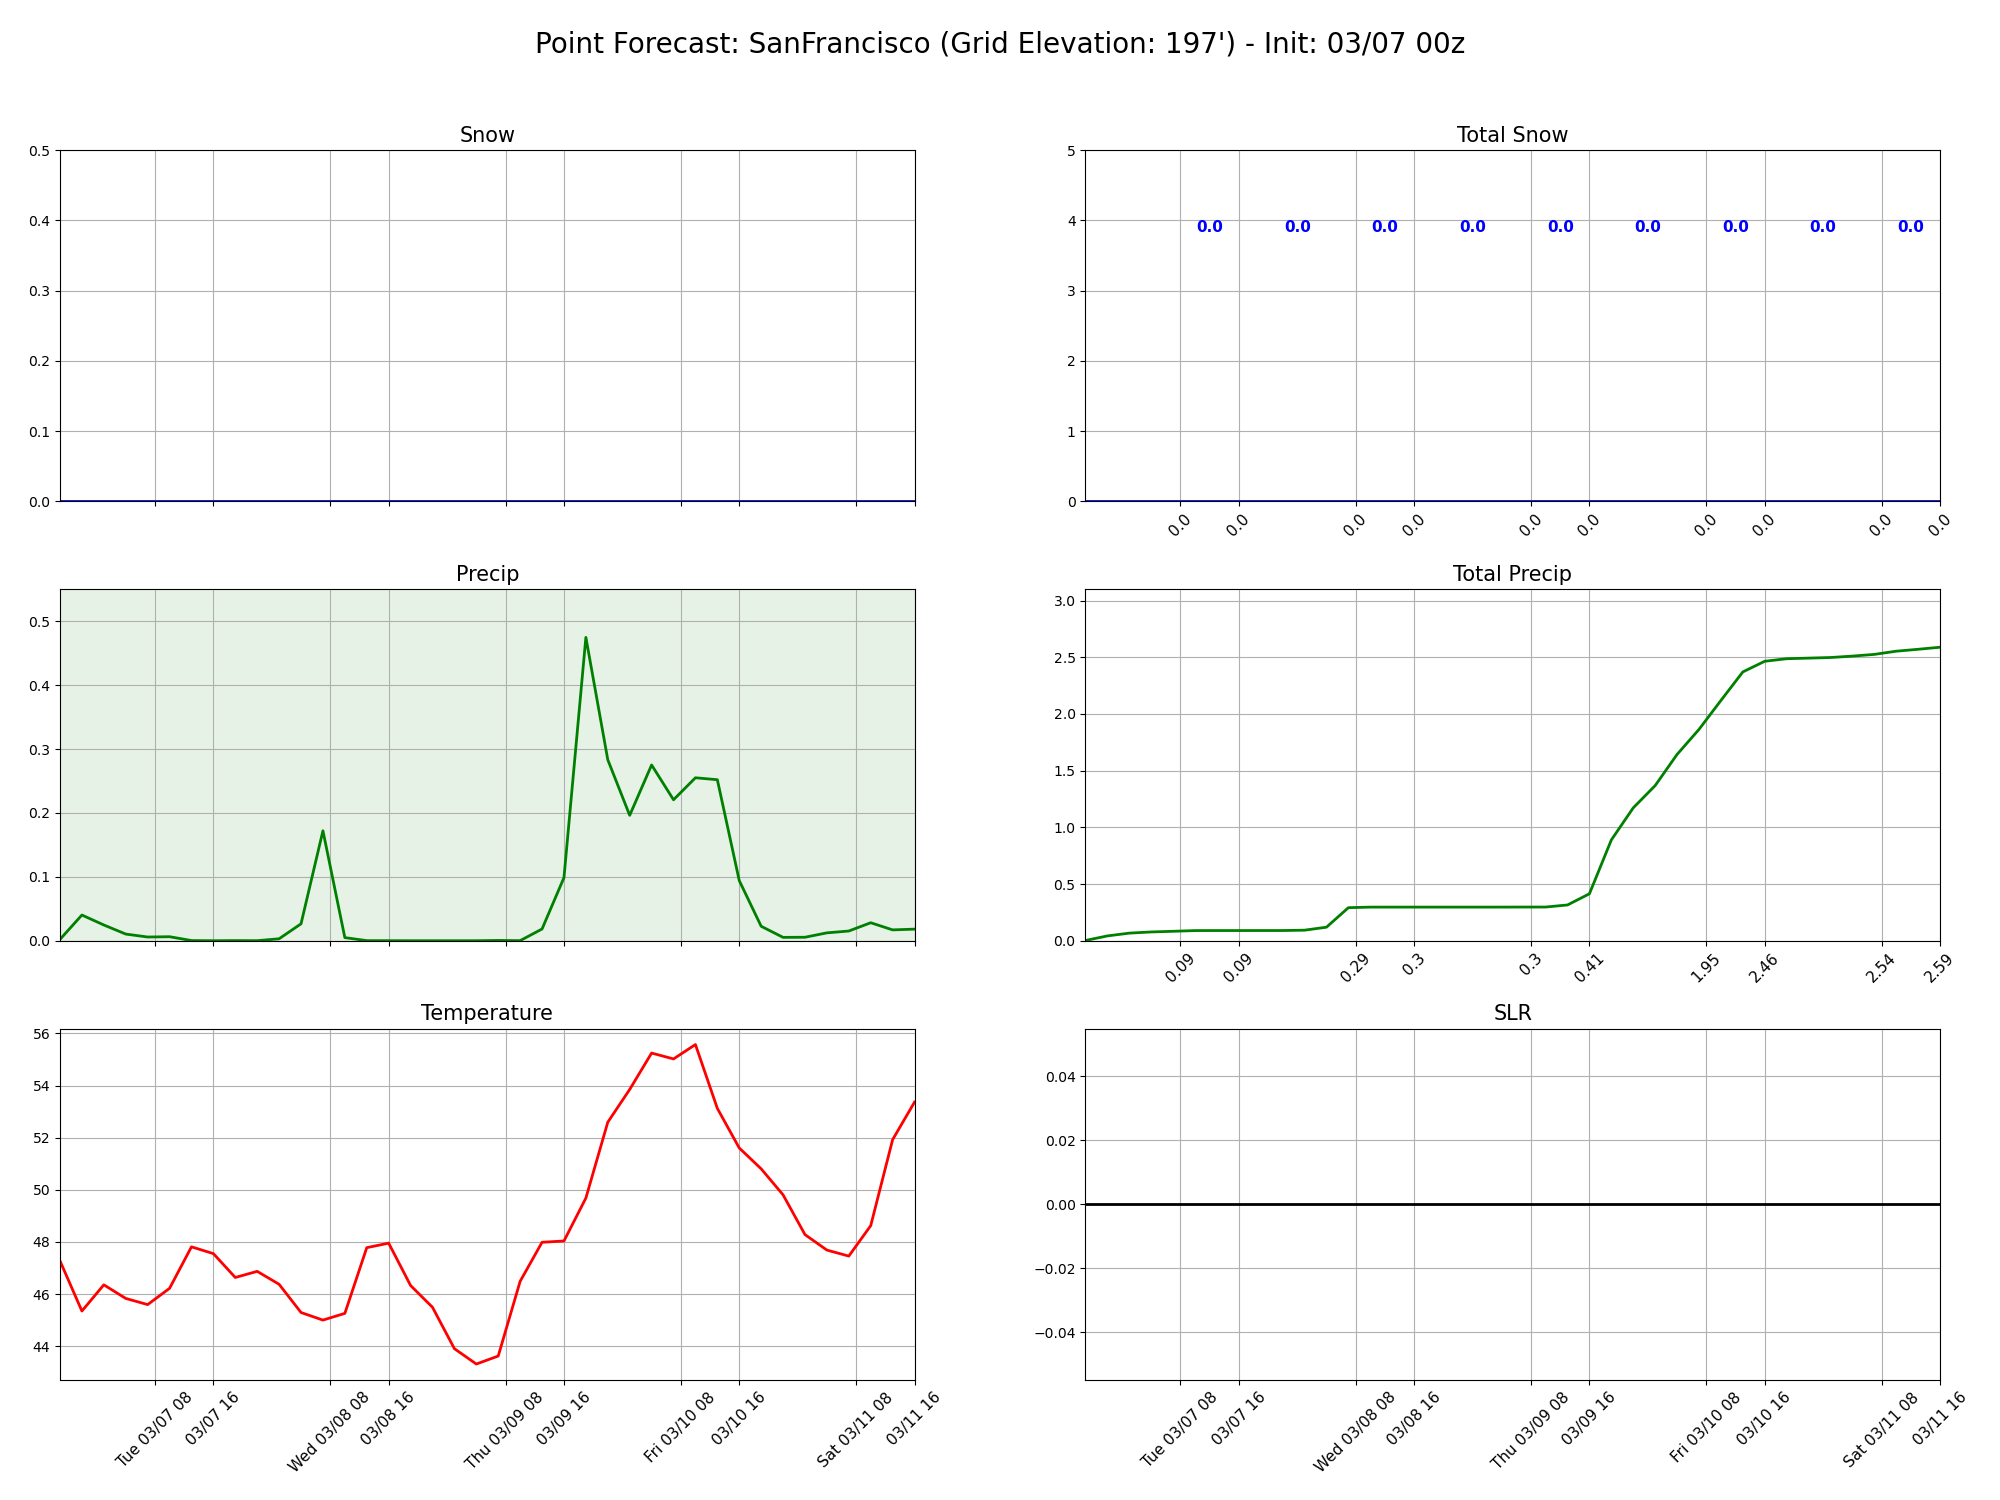 Point Forecast: SanFrancisco (Grid Elevation: 197') - Init: 03/07 00z
Snow
0.5
0.4
0.3
0.2
0.1
0.0
Total Snow
5
4
3
2
1
0
0.0 0.0 0.0 0.0 0.0 0.0 0.0 0.0 0.0
0.0 0.0 0.0 0.0 0.0 0.0 0.0 0.0 0.0 0.0
Precip
0.5
0.4
0.3
0.2
0.1
0.0
Total Precip
3.0
2.5
2.0
1.5
1.0
0.5
0.0
0.09 0.09 0.29 0.3 0.3 0.41 1.95 2.46 2.54 2.59
Temperature
56
54
52
50
48
46
44
Tue 03/07 08
03/07 16
Wed 03/08 08
03/08 16
Thu 03/09 08
03/09 16
Fri 03/10 08
03/10 16
Sat 03/11 08
03/11 16
SLR
0.04
0.02
0.00
−0.02
−0.04
Tue 03/07 08
03/07 16
Wed 03/08 08
03/08 16
Thu 03/09 08
03/09 16
Fri 03/10 08
03/10 16
Sat 03/11 08
03/11 16